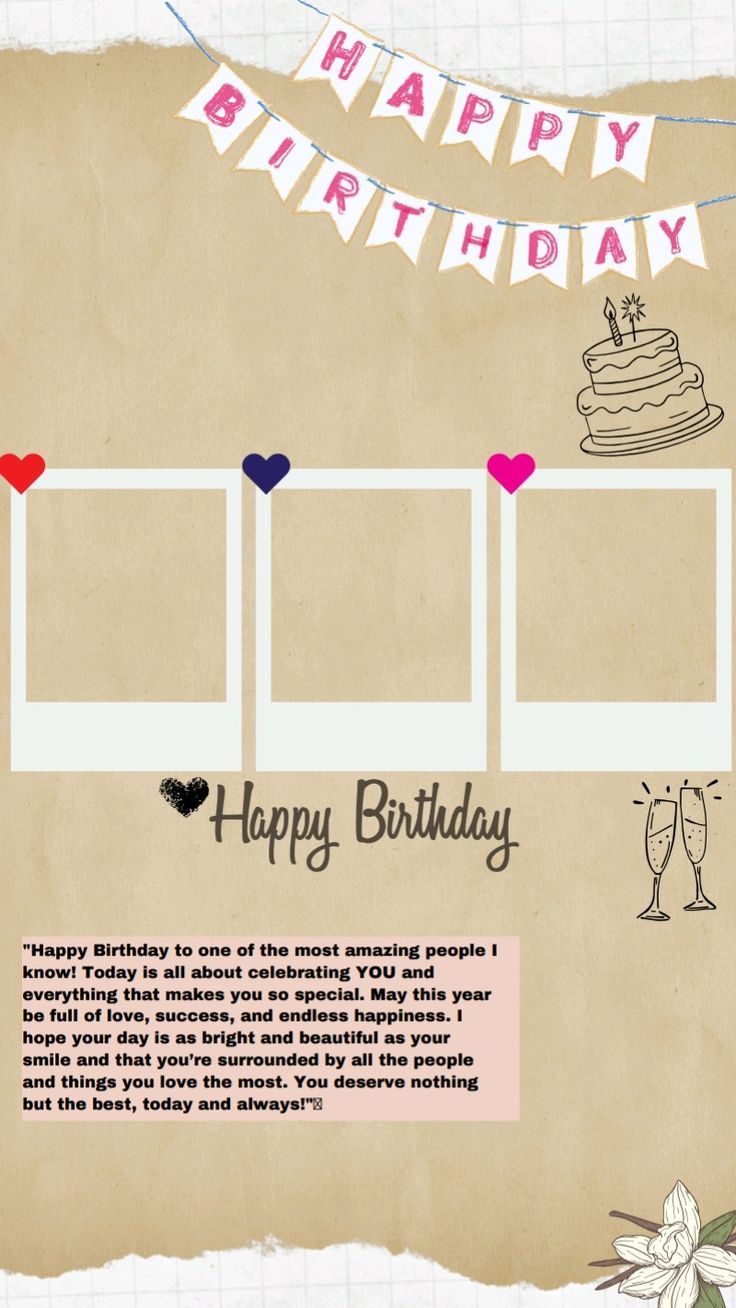 HAPPY
BIRTHDAY
Happy Birthday
"Happy Birthday to one of the most amazing people I
know! Today is all about celebrating YOU and
everything that makes you so special. May this year
be full of love, success, and endless happiness. I
hope your day is as bright and beautiful as your
smile and that you’re surrounded by all the people
and things you love the most. You deserve nothing
but the best, today and always!"